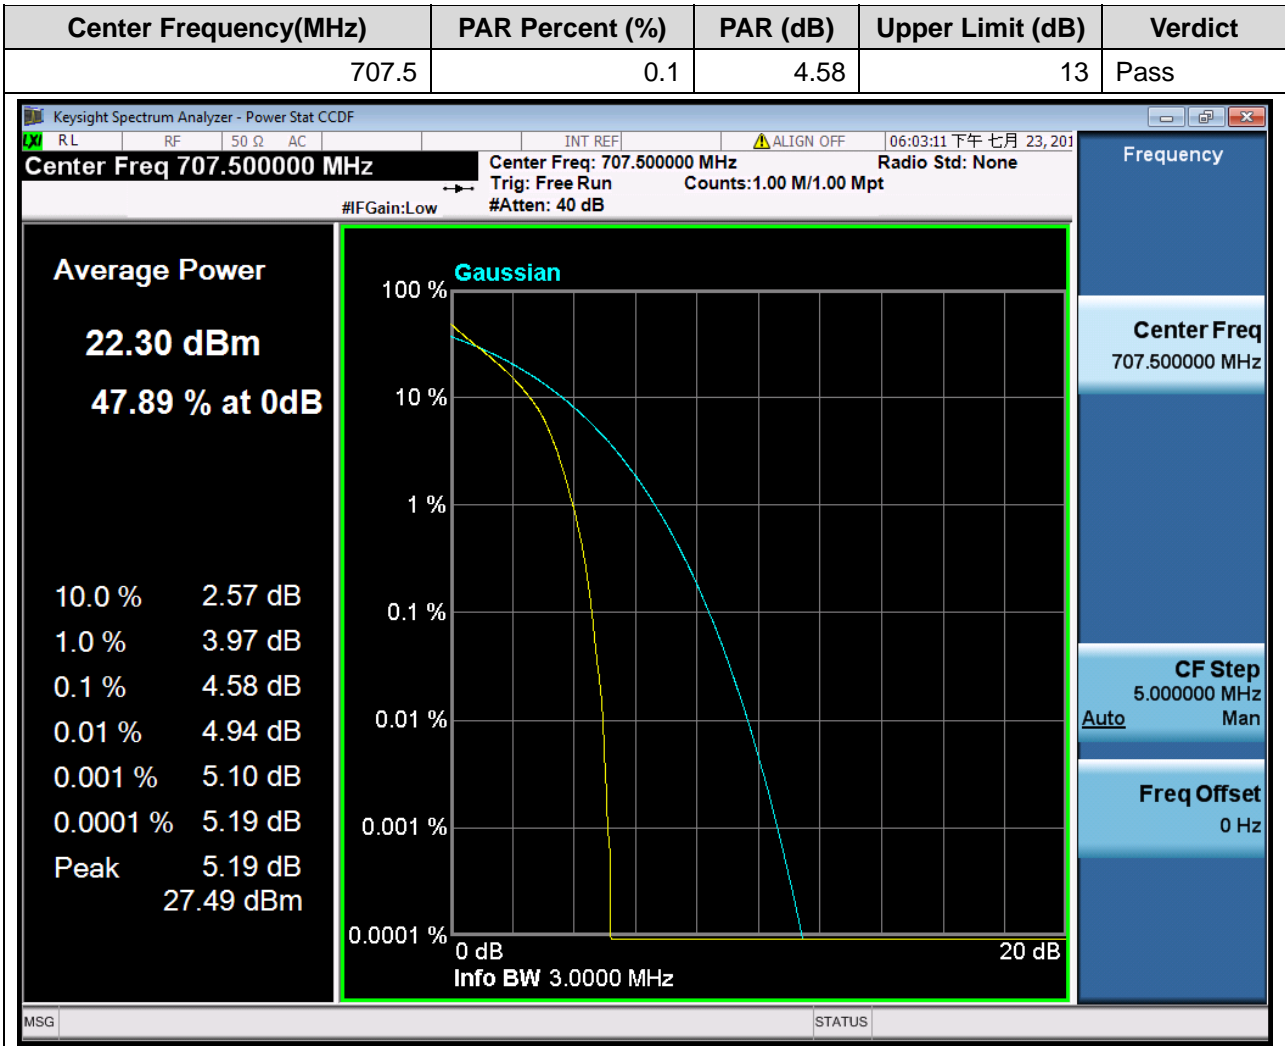 Center Frequency(MHz) PAR Percent (%) PAR (dB) Upper Limit (dB) Verdict
707.5 0.1 4.58 13 Pass
Keysight Spectrum Analyzer - Power Stat CCDF
LXI RL RF 50 Ω AC INT REF ALIGN OFF 06:03:11 下午 七月 23, 201
Center Freq 707.500000 MHz
Center Freq: 707.500000 MHz Radio Std: None
Trig: Free Run Counts:1.00 M/1.00 Mpt
#IFGain:Low #Atten: 40 dB
Average Power
22.30 dBm
47.89 % at 0dB
10.0 % 2.57 dB
1.0 % 3.97 dB
0.1 % 4.58 dB
0.01 % 4.94 dB
0.001 % 5.10 dB
0.0001 % 5.19 dB
Peak 5.19 dB
27.49 dBm
Gaussian
100 %
10 %
1 %
0.1 %
0.01 %
0.001 %
0.0001 %
0 dB 20 dB
Info BW 3.0000 MHz
Frequency
Center Freq
707.500000 MHz
CF Step
5.000000 MHz
Auto Man
Freq Offset
0 Hz
MSG STATUS